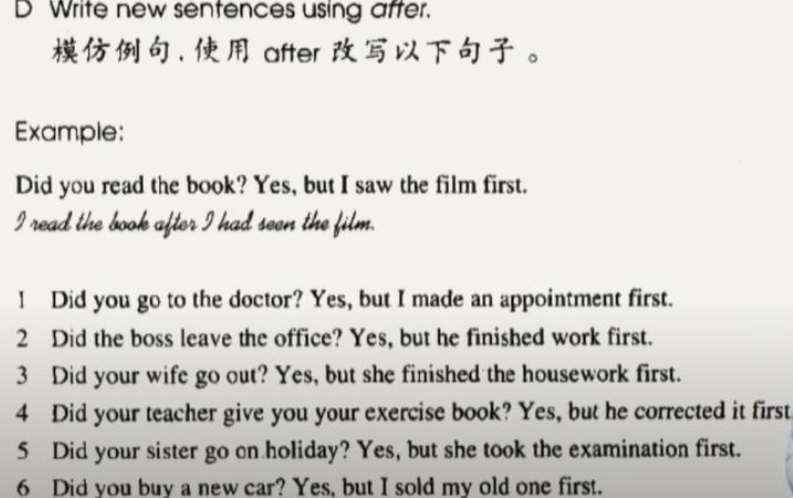 D Write new sentences using after.
模仿例句.使用 after 改写以下句子。
Example:
Did you read the book? Yes, but I saw the film first.
I read the book after I had seen the film.
1 Did you go to the doctor? Yes, but I made an appointment first.
2 Did the boss leave the office? Yes, but he finished work first.
3 Did your wife go out? Yes, but she finished the housework first.
4 Did your teacher give you your exercise book? Yes, but he corrected it first
5 Did your sister go on holiday? Yes, but she took the examination first.
6 Did you buy a new car? Yes, but I sold my old one first.